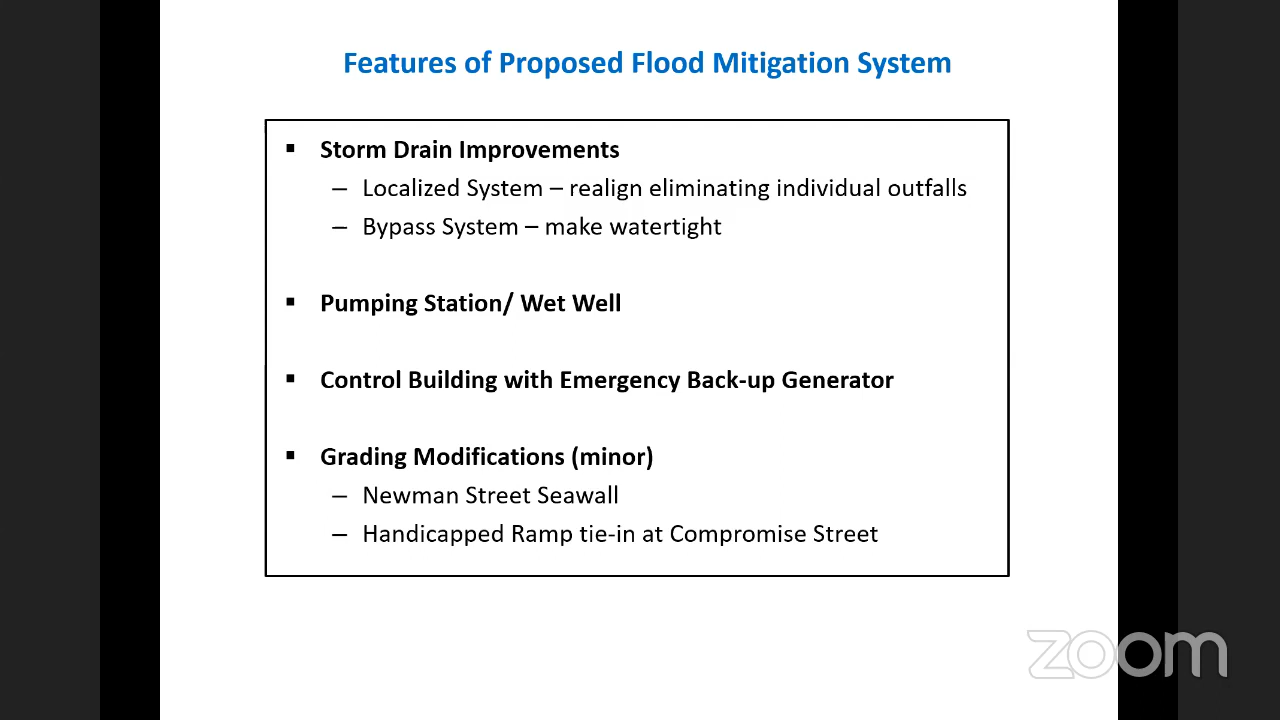 Features of Proposed Flood Mitigation System
▪ Storm Drain Improvements
– Localized System – realign eliminating individual outfalls
– Bypass System – make watertight
▪ Pumping Station/ Wet Well
▪ Control Building with Emergency Back-up Generator
▪ Grading Modifications (minor)
– Newman Street Seawall
– Handicapped Ramp tie-in at Compromise Street
zoom